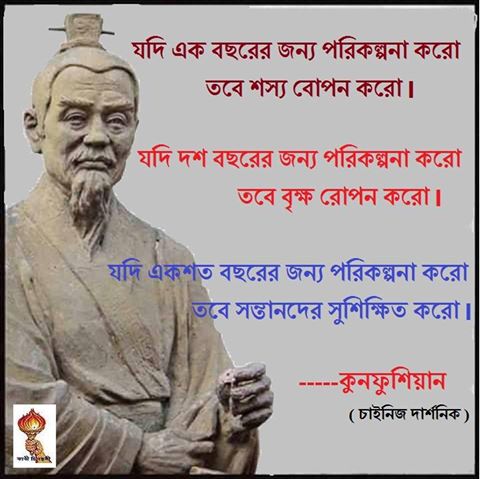 যদি এক বছরের জন্য পরিকল্পনা করো
তবে শস্য বোপন করো।
যদি দশ বছরের জন্য পরিকল্পনা করো
তবে বৃক্ষ রোপন করো।
যদি একশত বছরের জন্য পরিকল্পনা করো
তবে সন্তানদের সুশিক্ষিত করো।
-----কুনফুশিয়ান
( চাইনিজ দার্শনিক )